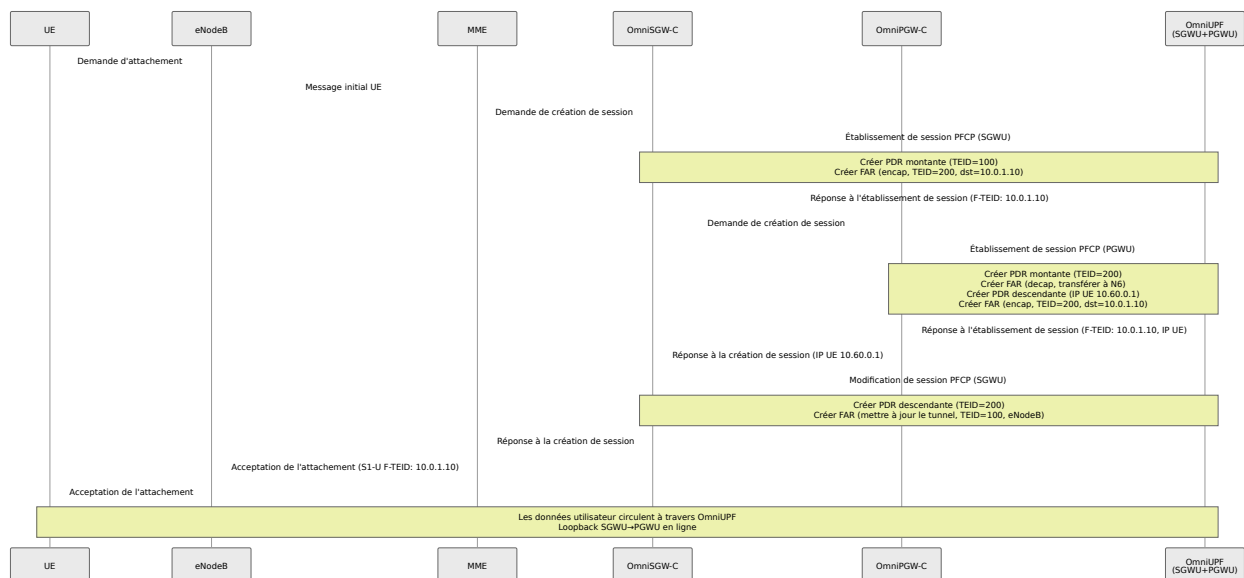 UE
eNodeB
MME
OmniSGW-C
OmniPGW-C
OmniUPF
(SGWU+PGWU)
Demande d'attachement
Message initial UE
Demande de création de session
Établissement de session PFCP (SGWU)
Créer PDR montante (TEID=100)
Créer FAR (encap, TEID=200, dst=10.0.1.10)
Réponse à l'établissement de session (F-TEID: 10.0.1.10)
Demande de création de session
Établissement de session PFCP (PGWU)
Créer PDR montante (TEID=200)
Créer FAR (decap, transférer à N6)
Créer PDR descendante (IP UE 10.60.0.1)
Créer FAR (encap, TEID=200, dst=10.0.1.10)
Réponse à l'établissement de session (F-TEID: 10.0.1.10, IP UE)
Réponse à la création de session (IP UE 10.60.0.1)
Modification de session PFCP (SGWU)
Créer PDR descendante (TEID=200)
Créer FAR (mettre à jour le tunnel, TEID=100, eNodeB)
Réponse à la création de session
Acceptation de l'attachement (S1-U F-TEID: 10.0.1.10)
Acceptation de l'attachement
Les données utilisateur circulent à travers OmniUPF
Loopback SGWU→PGWU en ligne
UE
eNodeB
MME
OmniSGW-C
OmniPGW-C
OmniUPF
(SGWU+PGWU)